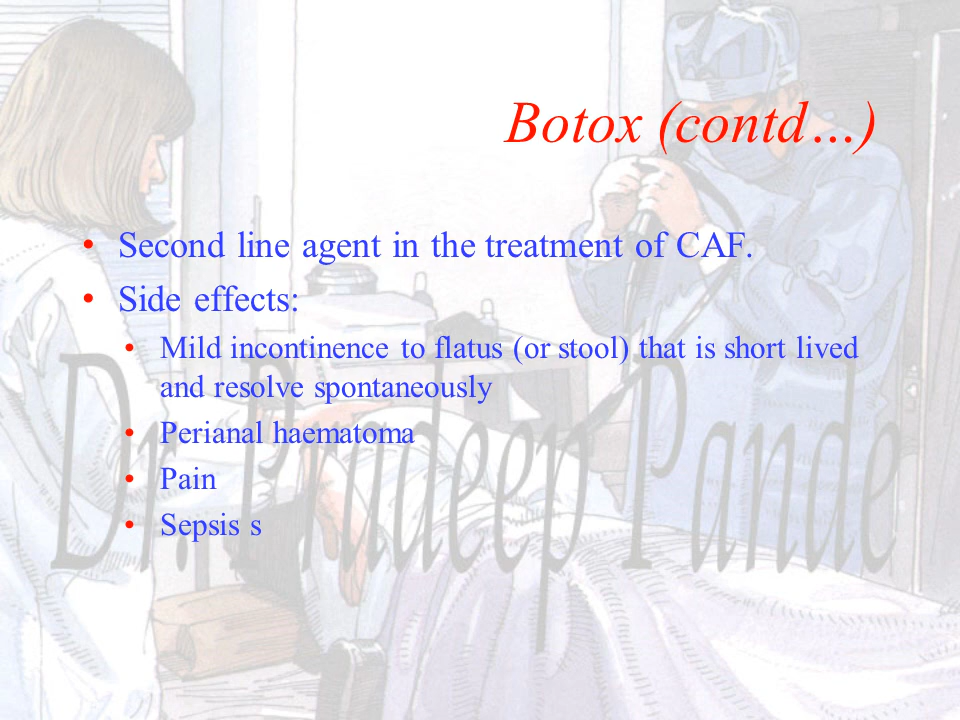 Botox (contd…)
• Second line agent in the treatment of CAF.
• Side effects:
• Mild incontinence to flatus (or stool) that is short lived
and resolve spontaneously
• Perianal haematoma
• Pain
• Sepsis s
Dr. Pradeep Pande